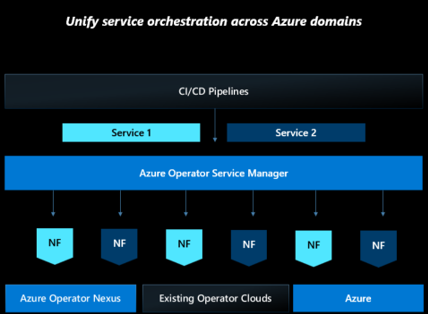 Unify service orchestration across Azure domains
CI/CD Pipelines
Service 1
Service 2
Azure Operator Service Manager
NF
NF
NF
NF
NF
NF
Azure Operator Nexus
Existing Operator Clouds
Azure